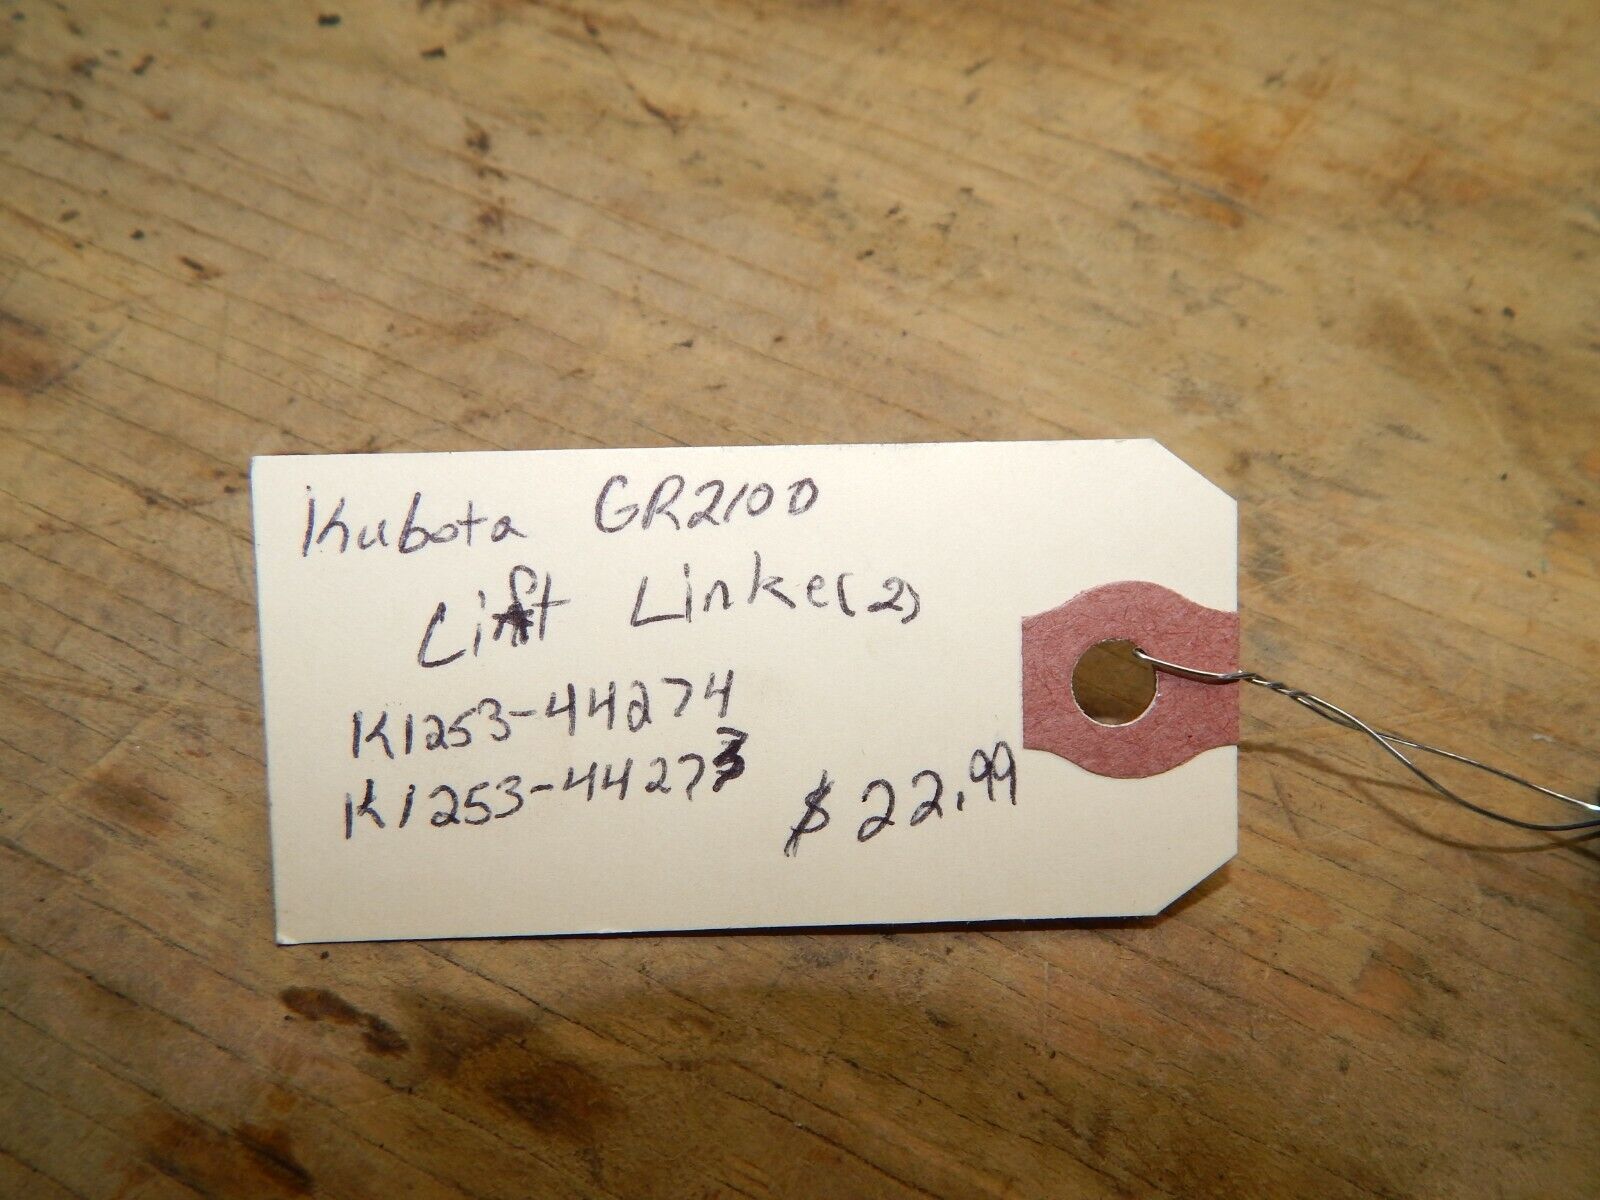 Kubota GR2100
Lift Linke(2)
K1253-44274
K1253-44273
$22.99